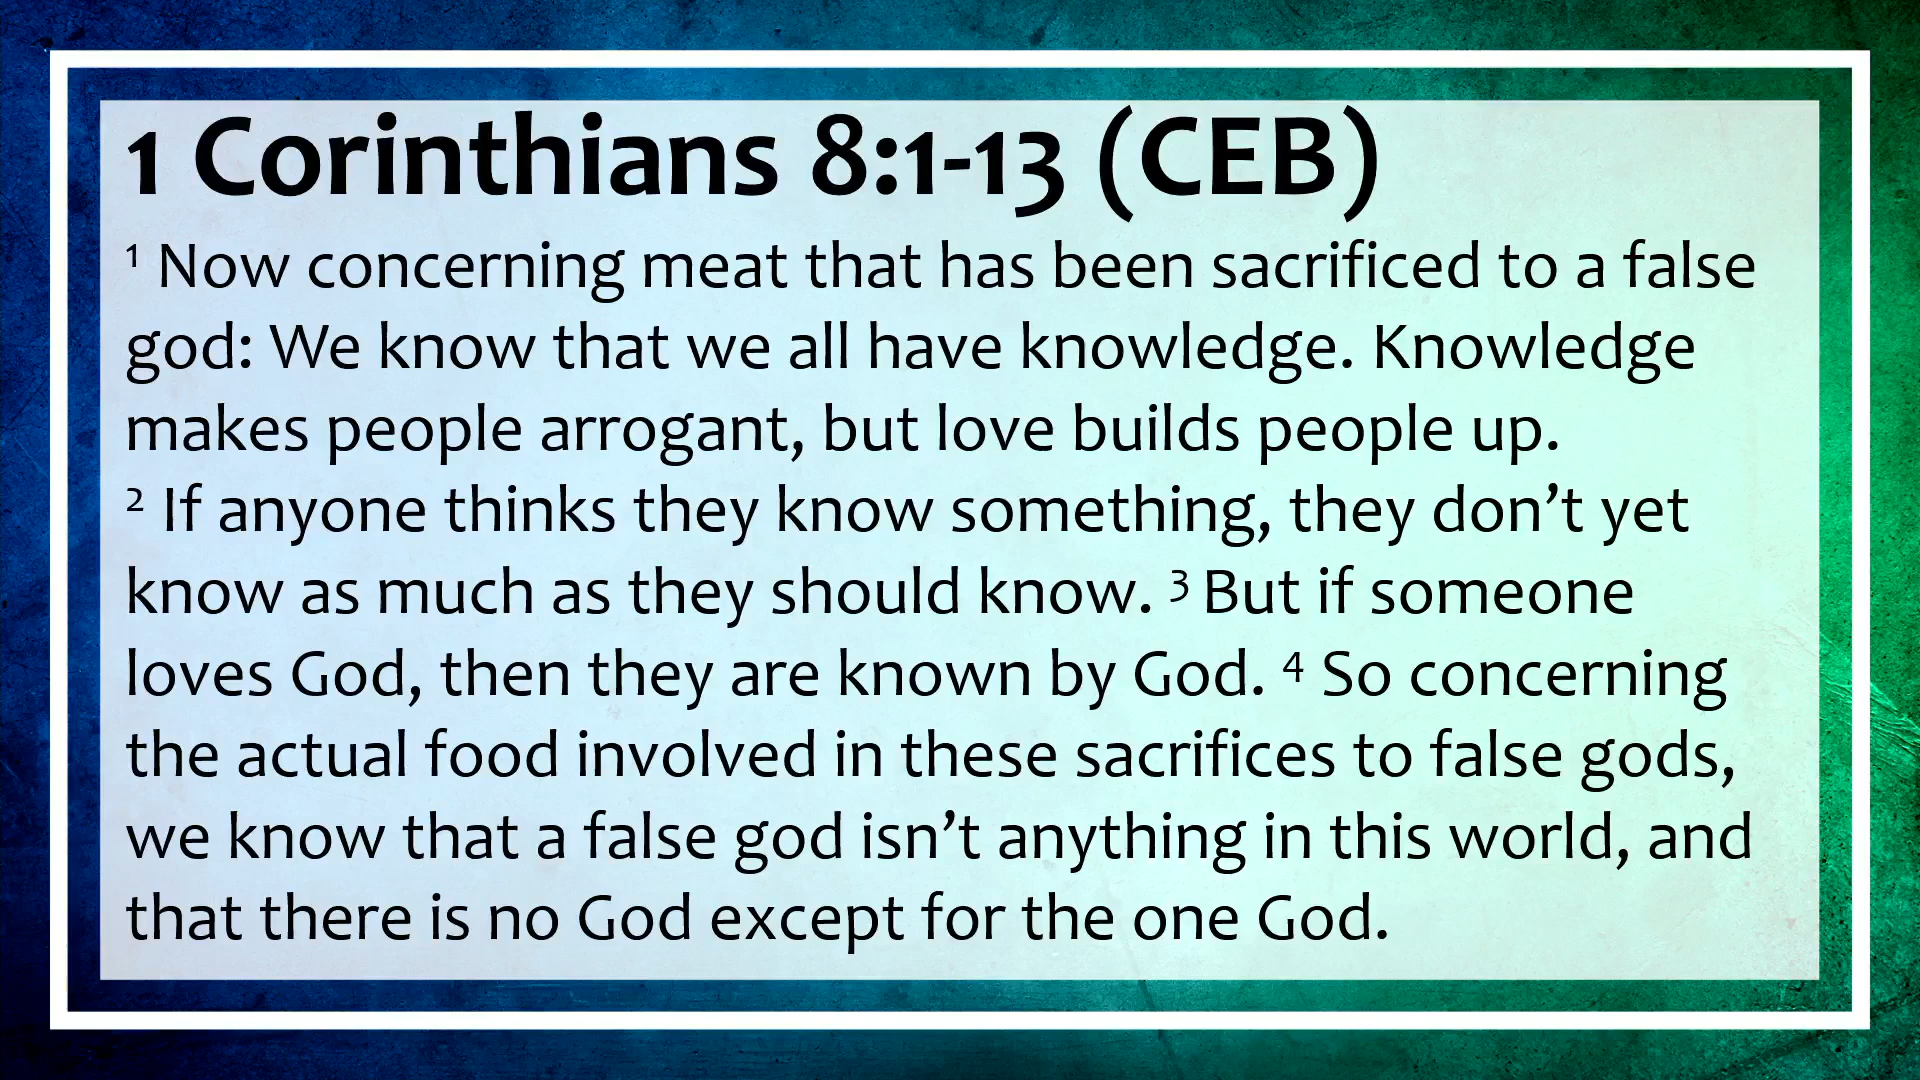 1 Corinthians 8:1-13 (CEB)
¹ Now concerning meat that has been sacrificed to a false
god: We know that we all have knowledge. Knowledge
makes people arrogant, but love builds people up.
² If anyone thinks they know something, they don’t yet
know as much as they should know. ³ But if someone
loves God, then they are known by God. ⁴ So concerning
the actual food involved in these sacrifices to false gods,
we know that a false god isn’t anything in this world, and
that there is no God except for the one God.